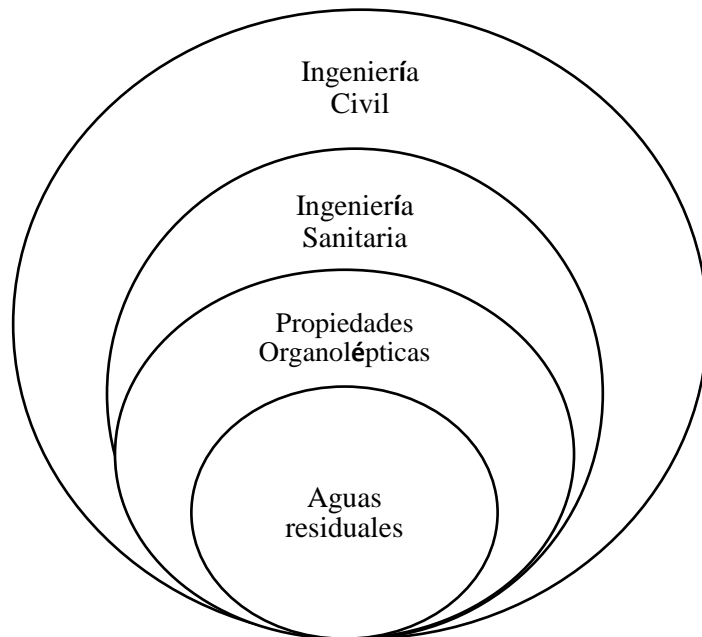 Ingeniería
Civil
Ingeniería
Sanitaria
Propiedades
Organolépticas
Aguas
residuales